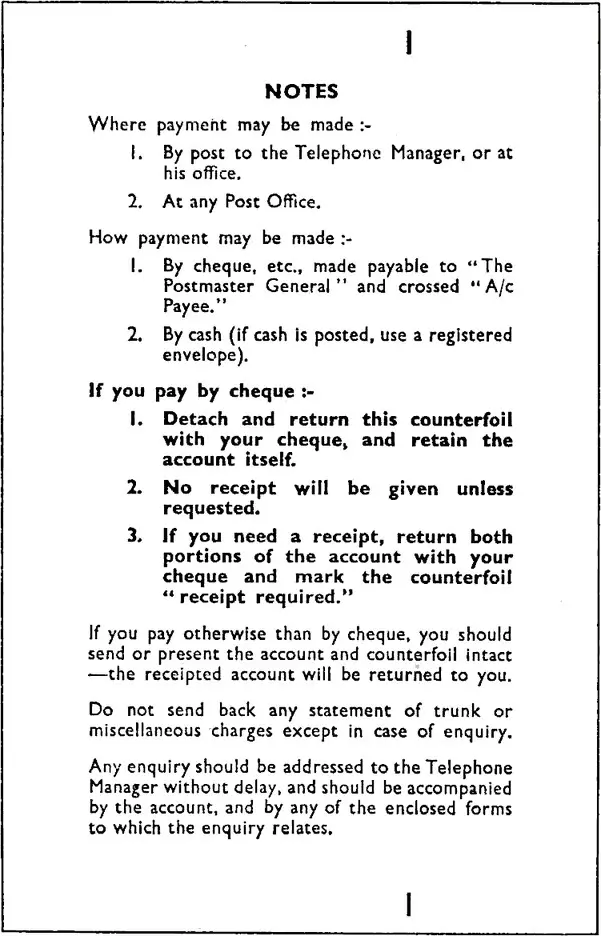 NOTES
Where payment may be made :-
1. By post to the Telephone Manager, or at
his office.
2. At any Post Office.
How payment may be made :-
1. By cheque, etc., made payable to "The
Postmaster General" and crossed "A/c
Payee."
2. By cash (if cash is posted, use a registered
envelope).
If you pay by cheque :-
1. Detach and return this counterfoil
with your cheque, and retain the
account itself.
2. No receipt will be given unless
requested.
3. If you need a receipt, return both
portions of the account with your
cheque and mark the counterfoil
"receipt required."
If you pay otherwise than by cheque, you should
send or present the account and counterfoil intact
—the receipted account will be returned to you.
Do not send back any statement of trunk or
miscellaneous charges except in case of enquiry.
Any enquiry should be addressed to the Telephone
Manager without delay, and should be accompanied
by the account, and by any of the enclosed forms
to which the enquiry relates.